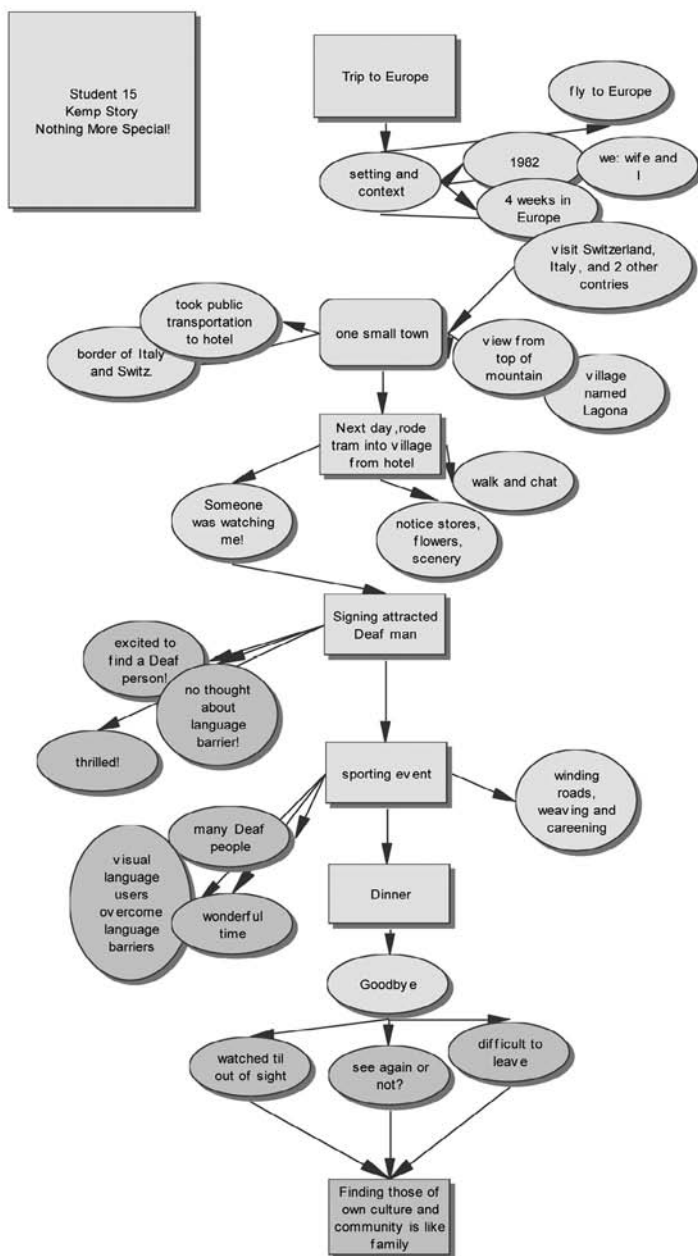 Student 15
Kemp Story
Nothing More Special!
Trip to Europe
fly to Europe
setting and
context
1982
we: wife and
I
4 weeks in
Europe
visit Switzerland,
Italy, and 2 other
contries
took public
transportation
to hotel
border of Italy
and Switz.
one small town
view from
top of
mountain
village
named
Lagona
Next day,rode
tram into village
from hotel
walk and chat
Someone
was watching
me!
notice stores,
flowers,
scenery
Signing attracted
Deaf man
excited to
find a Deaf
person!
no thought
about
language
barrier!
thrilled!
sporting event
winding
roads,
weaving and
careening
many Deaf
people
visual
language
users
overcome
language
barriers
wonderful
time
Dinner
Goodbye
watched til
out of sight
see again or
not?
difficult to
leave
Finding those of
own culture and
community is like
family